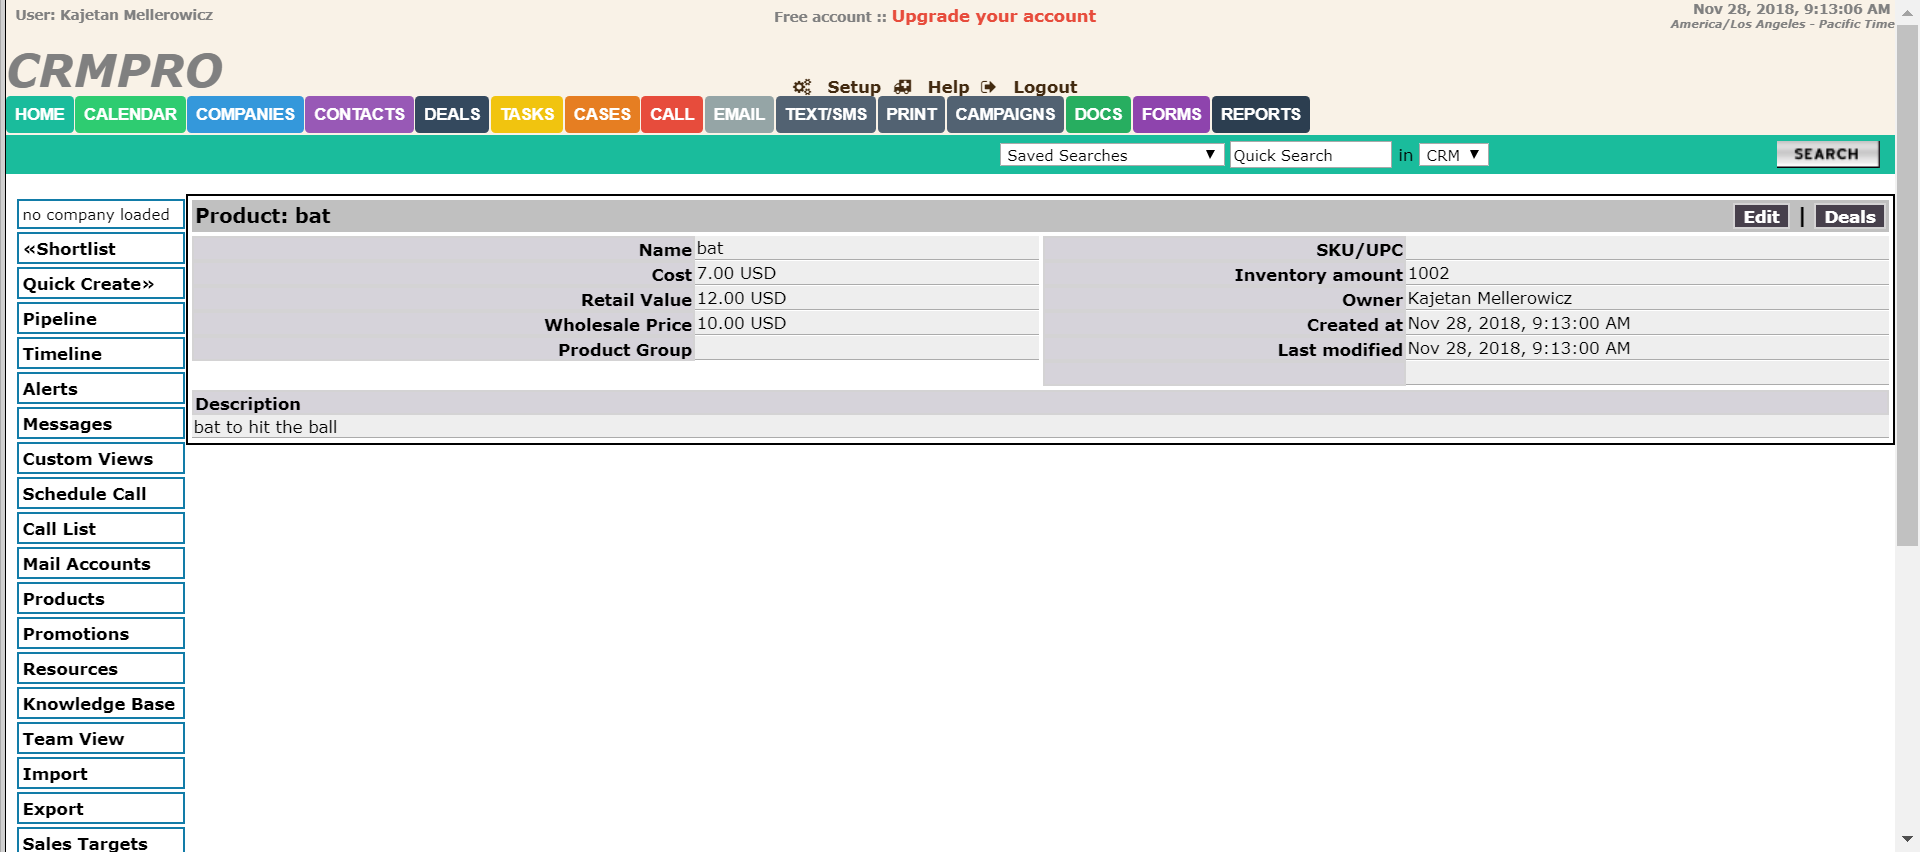 User: Kajetan Mellerowicz
Free account :: Upgrade your account
Nov 28, 2018, 9:13:06 AM
America/Los Angeles - Pacific Time
CRMPRO
Setup Help Logout
HOME CALENDAR COMPANIES CONTACTS DEALS TASKS CASES CALL EMAIL TEXT/SMS PRINT CAMPAIGNS DOCS FORMS REPORTS
Saved Searches Quick Search in CRM SEARCH
no company loaded
«Shortlist
Quick Create»
Pipeline
Timeline
Alerts
Messages
Custom Views
Schedule Call
Call List
Mail Accounts
Products
Promotions
Resources
Knowledge Base
Team View
Import
Export
Sales Targets
Product: bat
Edit | Deals
Name bat
Cost 7.00 USD
Retail Value 12.00 USD
Wholesale Price 10.00 USD
Product Group
SKU/UPC
Inventory amount 1002
Owner Kajetan Mellerowicz
Created at Nov 28, 2018, 9:13:00 AM
Last modified Nov 28, 2018, 9:13:00 AM
Description
bat to hit the ball